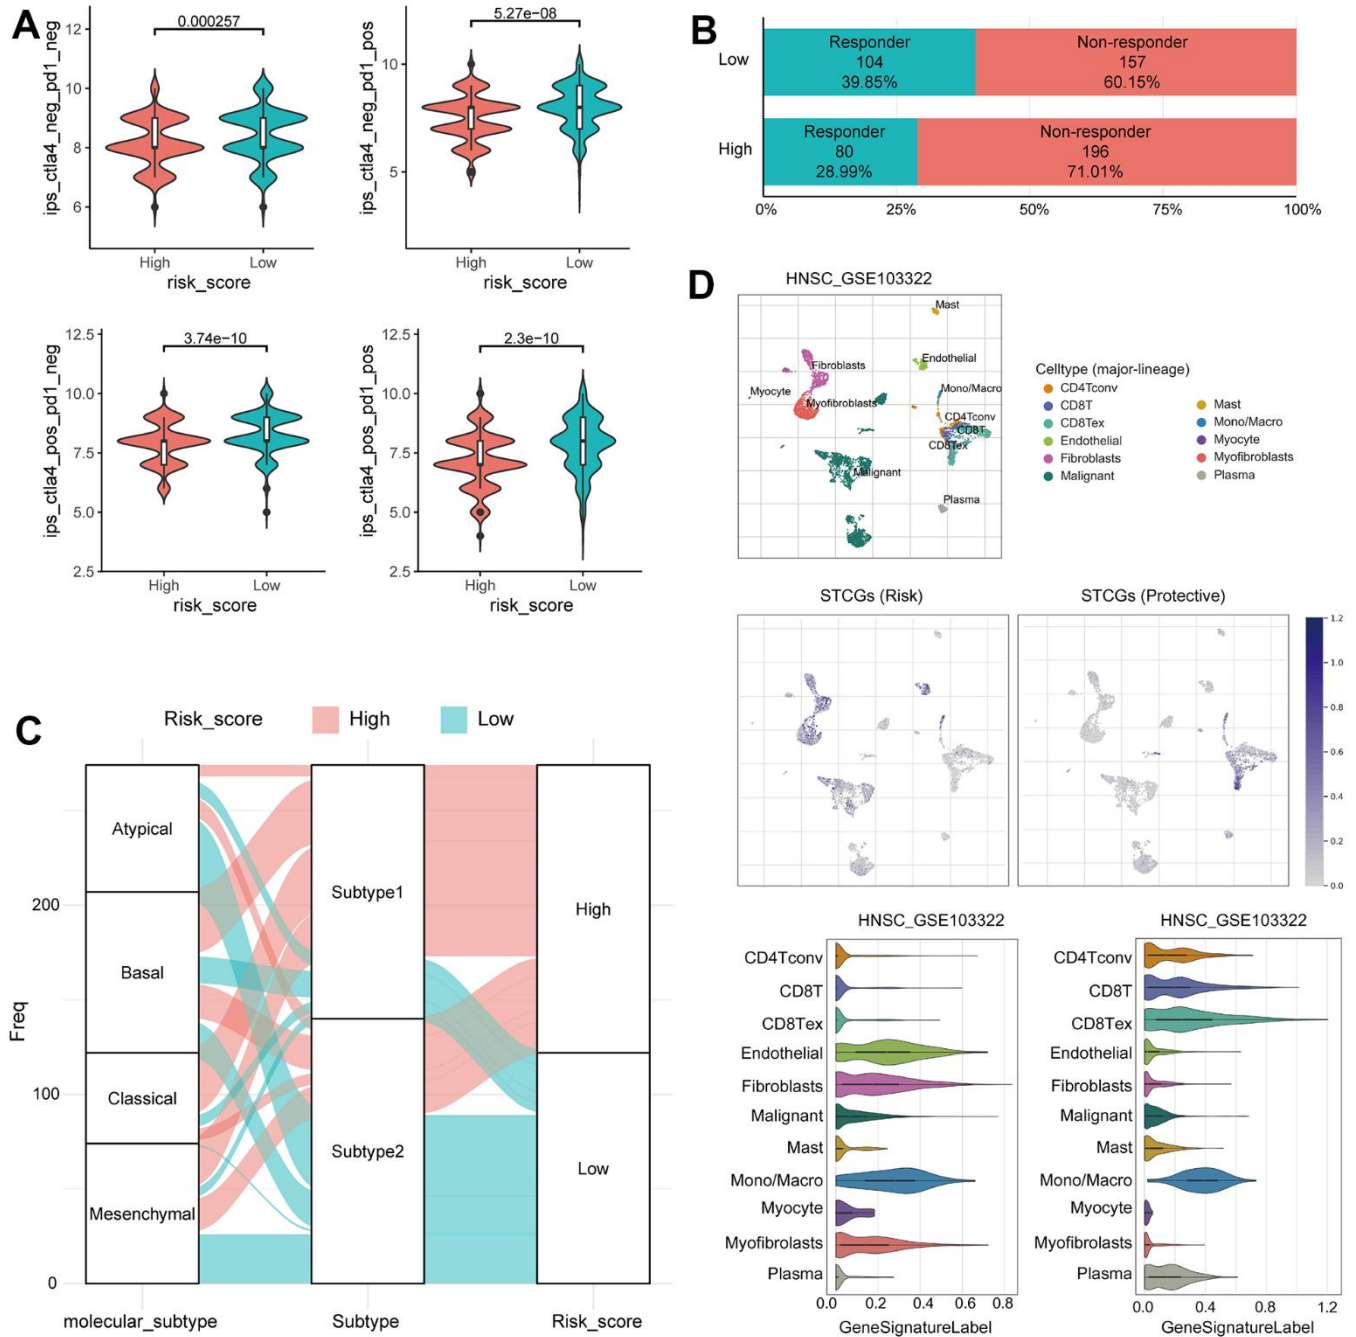 A
0.000257
ips_ctla4_neg_pd1_neg
12
10
8
6
High
Low
risk_score
5.27e−08
ips_ctla4_neg_pd1_pos
10
5
High
Low
risk_score
3.74e−10
ips_ctla4_pos_pd1_neg
12.5
10.0
7.5
5.0
2.5
High
Low
risk_score
2.3e−10
ips_ctla4_pos_pd1_pos
12.5
10.0
7.5
5.0
2.5
High
Low
risk_score
B
Low
Responder
104
39.85%
Non-responder
157
60.15%
High
Responder
80
28.99%
Non-responder
196
71.01%
0%
25%
50%
75%
100%
C
Risk_score
High
Low
Freq
200
100
0
Atypical
Basal
Classical
Mesenchymal
Subtype1
Subtype2
High
Low
molecular_subtype
Subtype
Risk_score
D
HNSC_GSE103322
Mast
Endothelial
Fibroblasts
Mono/Macro
Myocyte
Myofibroblasts
CD4Tconv
CD8T
CD8Tex
Malignant
Plasma
Celltype (major-lineage)
CD4Tconv
CD8T
CD8Tex
Endothelial
Fibroblasts
Malignant
Mast
Mono/Macro
Myocyte
Myofibroblasts
Plasma
STCGs (Risk)
STCGs (Protective)
1.2
1.0
0.8
0.6
0.4
0.2
0.0
HNSC_GSE103322
CD4Tconv
CD8T
CD8Tex
Endothelial
Fibroblasts
Malignant
Mast
Mono/Macro
Myocyte
Myofibrolasts
Plasma
0.0
0.2
0.4
0.6
0.8
GeneSignatureLabel
HNSC_GSE103322
CD4Tconv
CD8T
CD8Tex
Endothelial
Fibroblasts
Malignant
Mast
Mono/Macro
Myocyte
Myofibrolasts
Plasma
0.0
0.4
0.8
1.2
GeneSignatureLabel